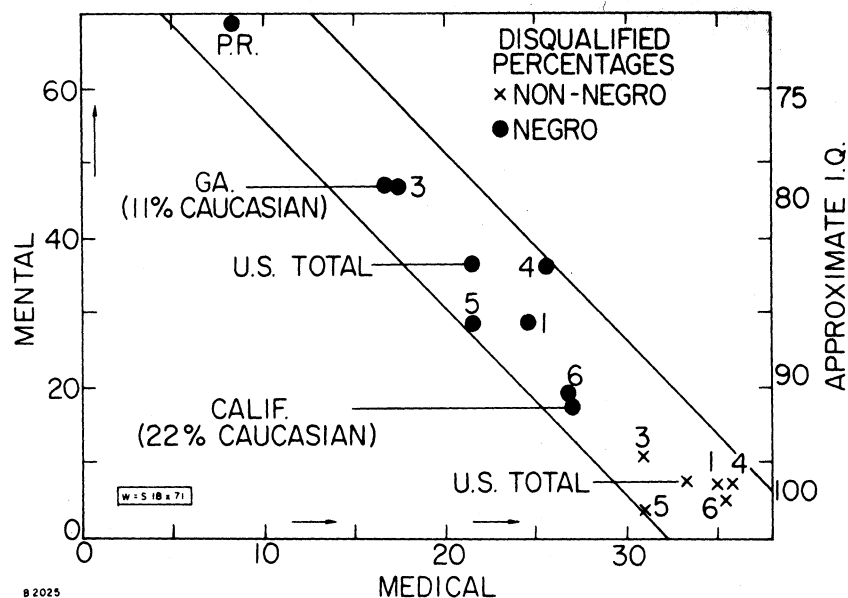 DISQUALIFIED
PERCENTAGES
× NON-NEGRO
● NEGRO
P.R.
60
75
GA.
3
(11% CAUCASIAN)
80
40
U.S. TOTAL
4
5
1
MENTAL
APPROXIMATE I.Q.
20
6
90
CALIF.
(22% CAUCASIAN)
3
1
4
U.S. TOTAL
100
W = S 18 x 71
5
6
0
0
10
20
30
MEDICAL
B 2025